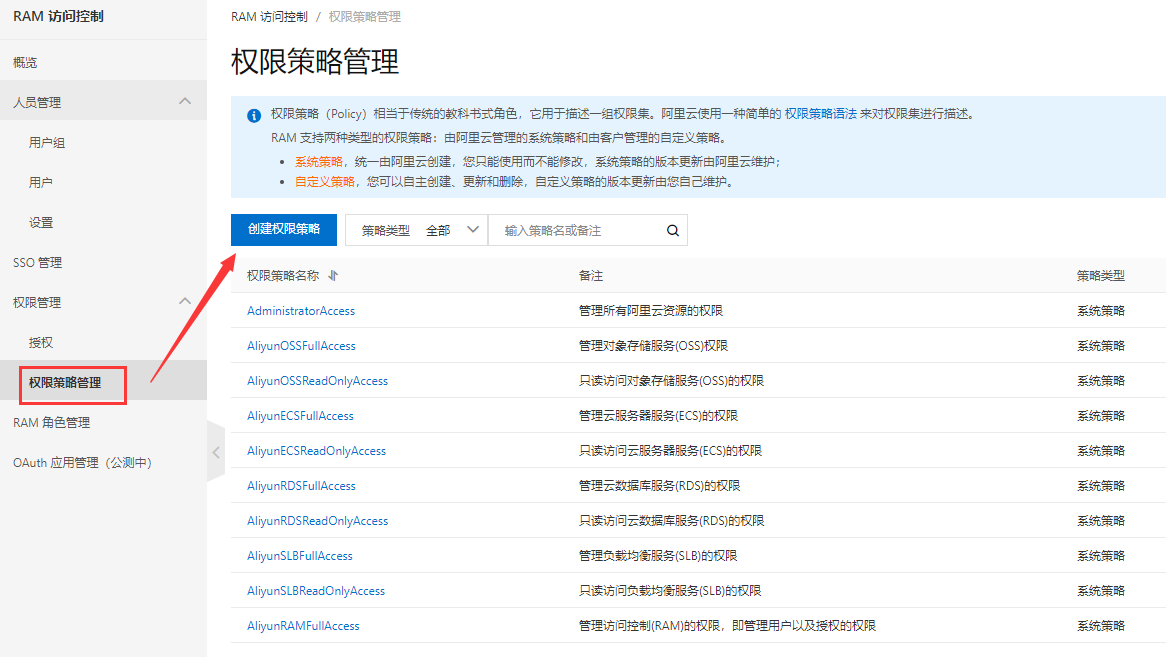 RAM 访问控制
概览
人员管理
用户组
用户
设置
SSO 管理
权限管理
授权
权限策略管理
RAM 角色管理
OAuth 应用管理（公测中）
RAM 访问控制 / 权限策略管理
权限策略管理
权限策略（Policy）相当于传统的教科书式角色，它用于描述一组权限集。阿里云使用一种简单的 权限策略语法 来对权限集进行描述。
RAM 支持两种类型的权限策略：由阿里云管理的系统策略和由客户管理的自定义策略。
• 系统策略，统一由阿里云创建，您只能使用而不能修改，系统策略的版本更新由阿里云维护；
• 自定义策略，您可以自主创建、更新和删除，自定义策略的版本更新由您自己维护。
创建权限策略 策略类型 全部 输入策略名或备注
权限策略名称 备注 策略类型
AdministratorAccess 管理所有阿里云资源的权限 系统策略
AliyunOSSFullAccess 管理对象存储服务(OSS)权限 系统策略
AliyunOSSReadOnlyAccess 只读访问对象存储服务(OSS)的权限 系统策略
AliyunECSFullAccess 管理云服务器服务(ECS)的权限 系统策略
AliyunECSReadOnlyAccess 只读访问云服务器服务(ECS)的权限 系统策略
AliyunRDSFullAccess 管理云数据库服务(RDS)的权限 系统策略
AliyunRDSReadOnlyAccess 只读访问云数据库服务(RDS)的权限 系统策略
AliyunSLBFullAccess 管理负载均衡服务(SLB)的权限 系统策略
AliyunSLBReadOnlyAccess 只读访问负载均衡服务(SLB)的权限 系统策略
AliyunRAMFullAccess 管理访问控制(RAM)的权限，即管理用户以及授权的权限 系统策略